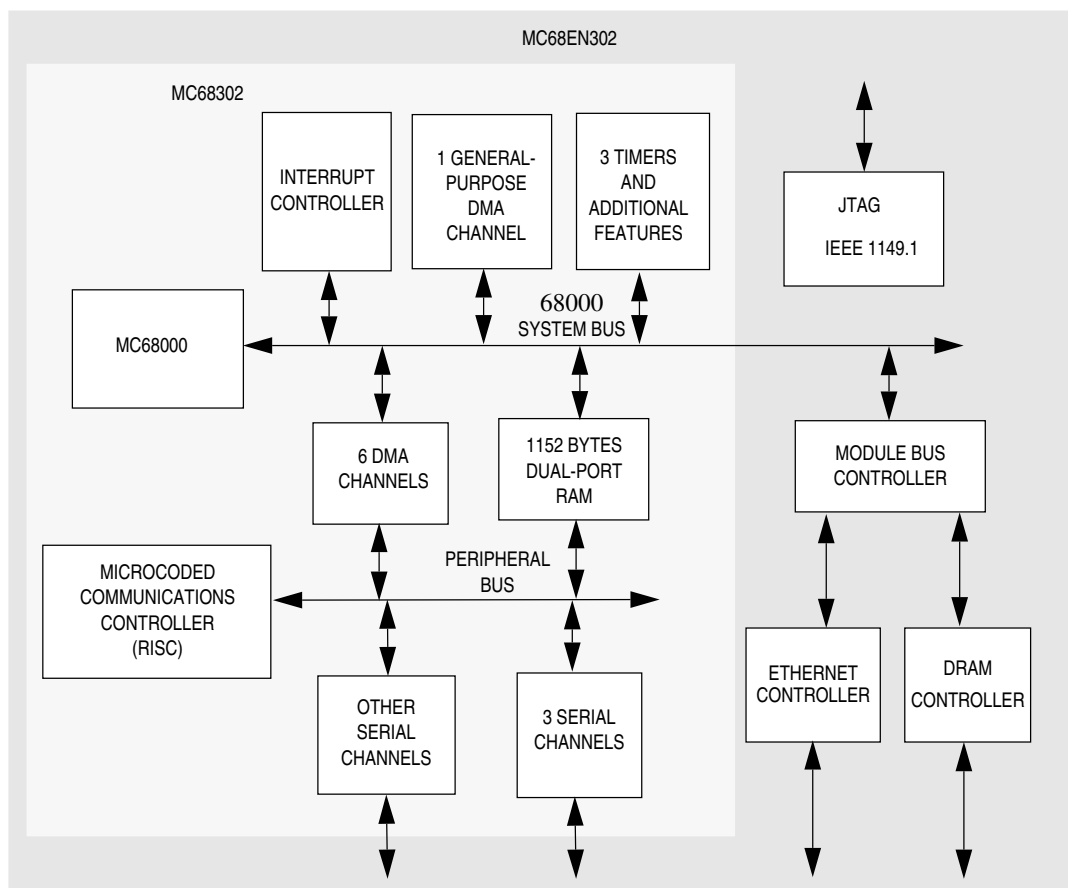 MC68EN302
MC68302
INTERRUPT
CONTROLLER
1 GENERAL-
PURPOSE
DMA
CHANNEL
3 TIMERS
AND
ADDITIONAL
FEATURES
JTAG
IEEE 1149.1
MC68000
68000
SYSTEM BUS
6 DMA
CHANNELS
1152 BYTES
DUAL-PORT
RAM
MODULE BUS
CONTROLLER
MICROCODED
COMMUNICATIONS
CONTROLLER
(RISC)
PERIPHERAL
BUS
OTHER
SERIAL
CHANNELS
3 SERIAL
CHANNELS
ETHERNET
CONTROLLER
DRAM
CONTROLLER